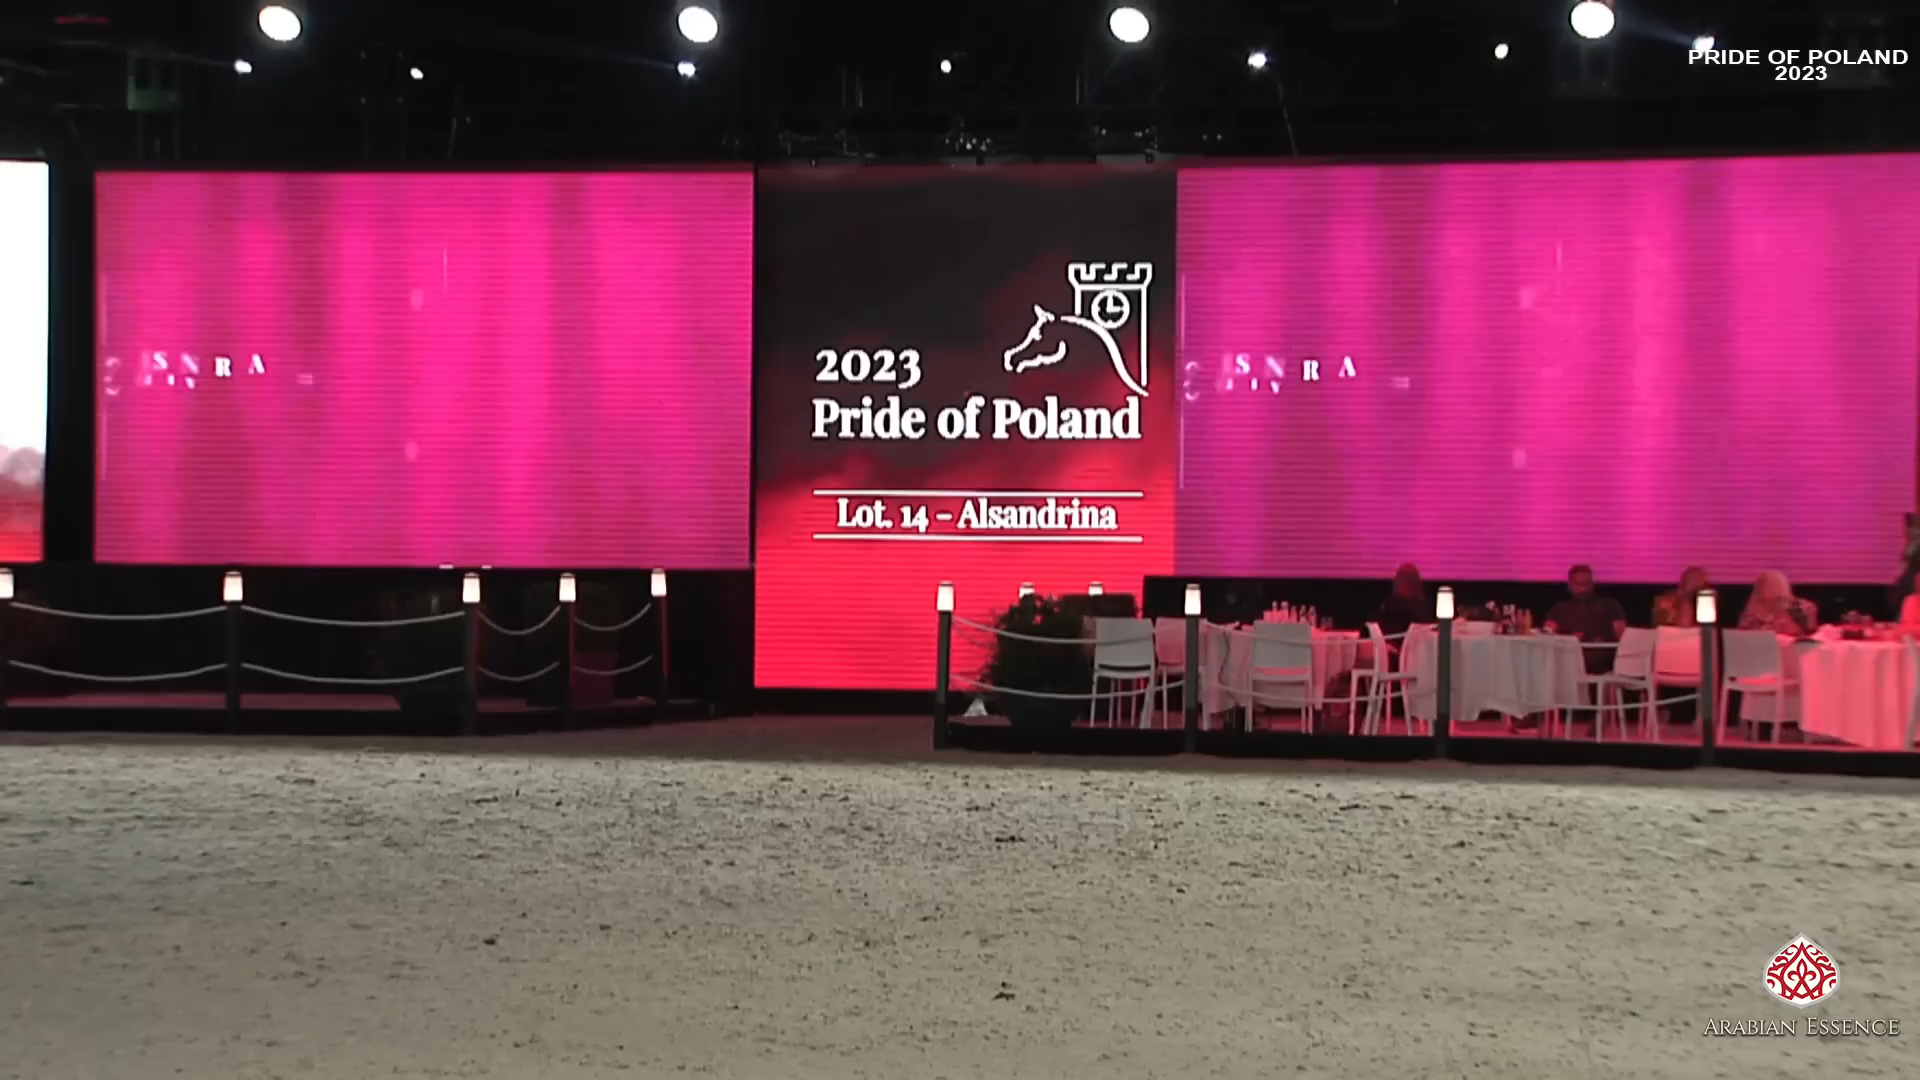 PRIDE OF POLAND
2023
2023
Pride of Poland
Lot. 14 - Alsandrina
ARABIAN ESSENCE